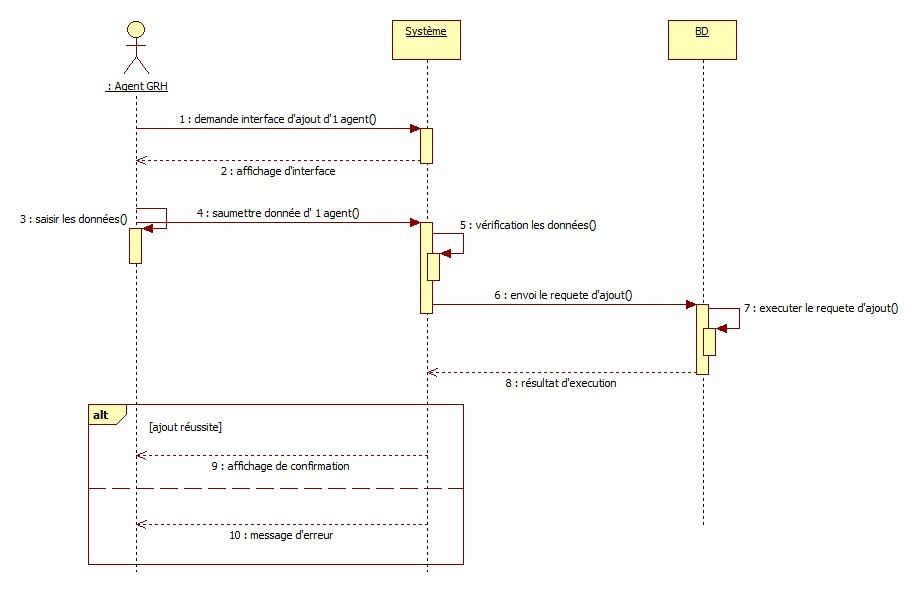 Système
BD
: Agent GRH
1 : demande interface d'ajout d'1 agent()
2 : affichage d'interface
3 : saisir les données()
4 : saumettre donnée d' 1 agent()
5 : vérification les données()
6 : envoi le requete d'ajout()
7 : executer le requete d'ajout()
8 : résultat d'execution
alt
[ajout réussite]
9 : affichage de confirmation
10 : message d'erreur